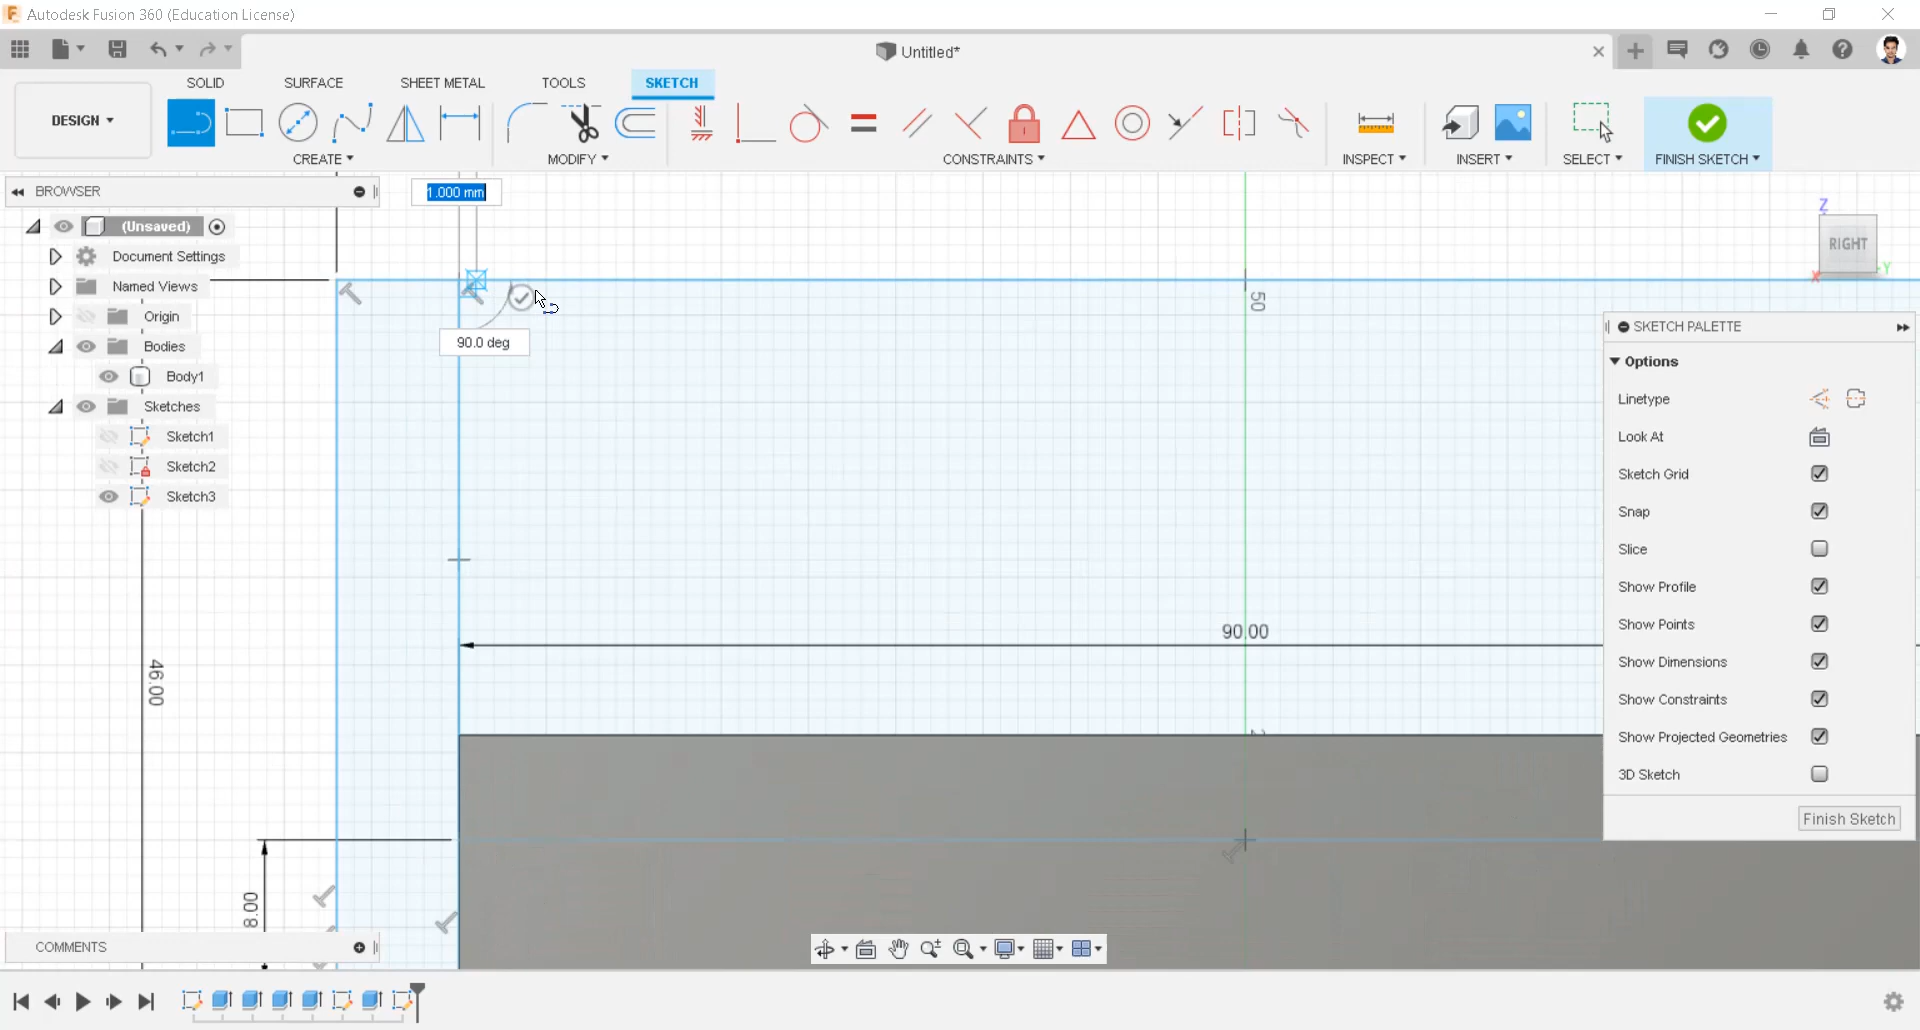 Autodesk Fusion 360 (Education License)
Untitled*
SOLID
SURFACE
SHEET METAL
TOOLS
SKETCH
DESIGN
CREATE
MODIFY
CONSTRAINTS
INSPECT
INSERT
SELECT
FINISH SKETCH
BROWSER
1.000 mm
(Unsaved)
Document Settings
Named Views
Origin
Bodies
Body1
Sketches
Sketch1
Sketch2
Sketch3
90.0 deg
50
Z
RIGHT
X
Y
SKETCH PALETTE
Options
Linetype
Look At
Sketch Grid
Snap
Slice
Show Profile
Show Points
Show Dimensions
Show Constraints
Show Projected Geometries
3D Sketch
Finish Sketch
90.00
46.00
8.00
COMMENTS